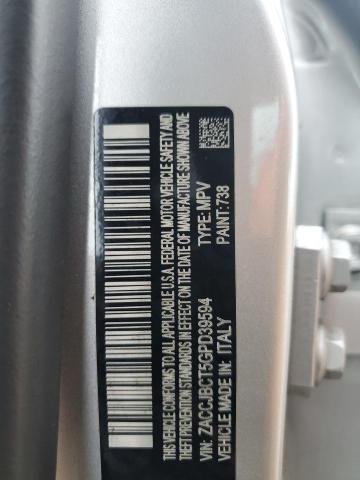 THIS VEHICLE CONFORMS TO ALL APPLICABLE U.S.A. FEDERAL MOTOR VEHICLE SAFETY AND
THEFT PREVENTION STANDARDS IN EFFECT ON THE DATE OF MANUFACTURE SHOWN ABOVE
VIN: ZACCJBCT5GPD39594 TYPE: MPV
VEHICLE MADE IN: ITALY PAINT: 738